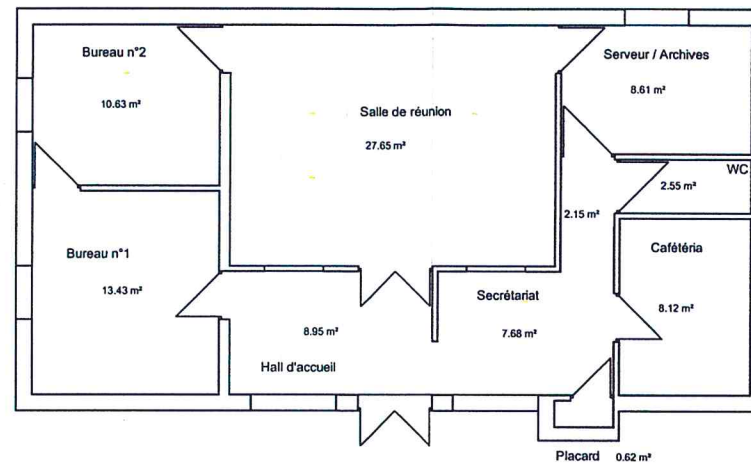 Bureau n°2
10.63 m²
Salle de réunion
27.65 m²
Serveur / Archives
8.61 m²
WC
2.55 m²
2.15 m²
Bureau n°1
13.43 m²
Cafétéria
8.12 m²
Secrétariat
7.68 m²
8.95 m²
Hall d'accueil
Placard 0.62 m²